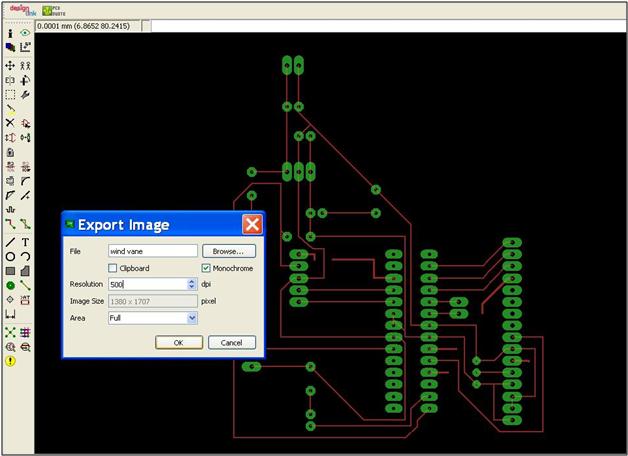 design
link
PCB
QUOTE
0.0001 mm (6.8652 80.2415)
Export Image
File wind vane Browse...
Clipboard Monochrome
Resolution 500 dpi
Image Size 1380 x 1707 pixel
Area Full
OK Cancel